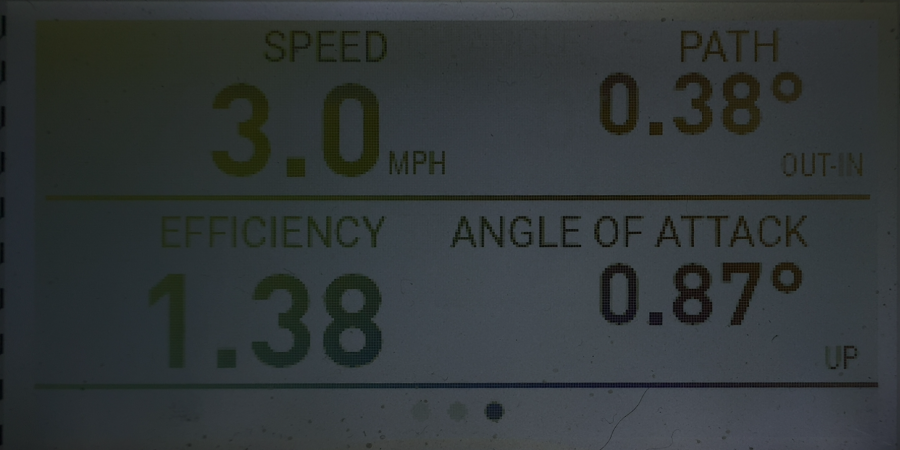 SPEED
3.0 MPH
PATH
0.38°
OUT-IN
EFFICIENCY
1.38
ANGLE OF ATTACK
0.87°
UP